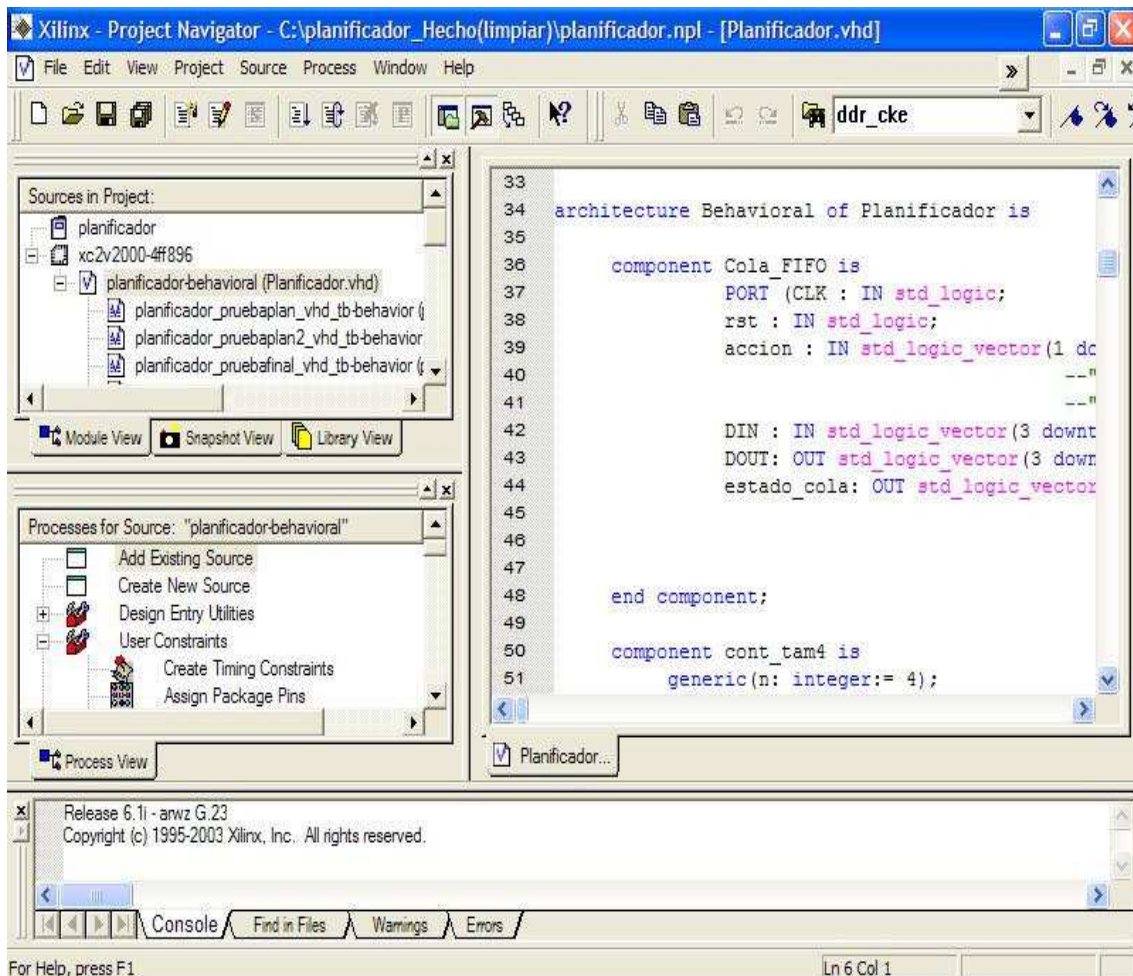 Xilinx - Project Navigator - C:\planificador_Hecho(limpiar)\planificador.npl - [Planificador.vhd]
File Edit View Project Source Process Window Help
ddr_cke
Sources in Project:
planificador
xc2v2000-4ff896
planificador-behavioral (Planificador.vhd)
planificador_pruebaplan_vhd_tb-behavior (
planificador_pruebaplan2_vhd_tb-behavior
planificador_pruebafinal_vhd_tb-behavior (
Module View Snapshot View Library View
Processes for Source: "planificador-behavioral"
Add Existing Source
Create New Source
Design Entry Utilities
User Constraints
Create Timing Constraints
Assign Package Pins
Process View
33
34 architecture Behavioral of Planificador is
35
36 component Cola_FIFO is
37 PORT (CLK : IN std_logic;
38 rst : IN std_logic;
39 accion : IN std_logic_vector(1 do
40 --"
41 --"
42 DIN : IN std_logic_vector(3 downt
43 DOUT: OUT std_logic_vector(3 down
44 estado_cola: OUT std_logic_vector
45
46
47
48 end component;
49
50 component cont_tam4 is
51 generic(n: integer:= 4);
Planificador...
Release 6.1i - arwz G.23
Copyright (c) 1995-2003 Xilinx, Inc. All rights reserved.
Console Find in Files Warnings Errors
For Help, press F1 Ln 6 Col 1